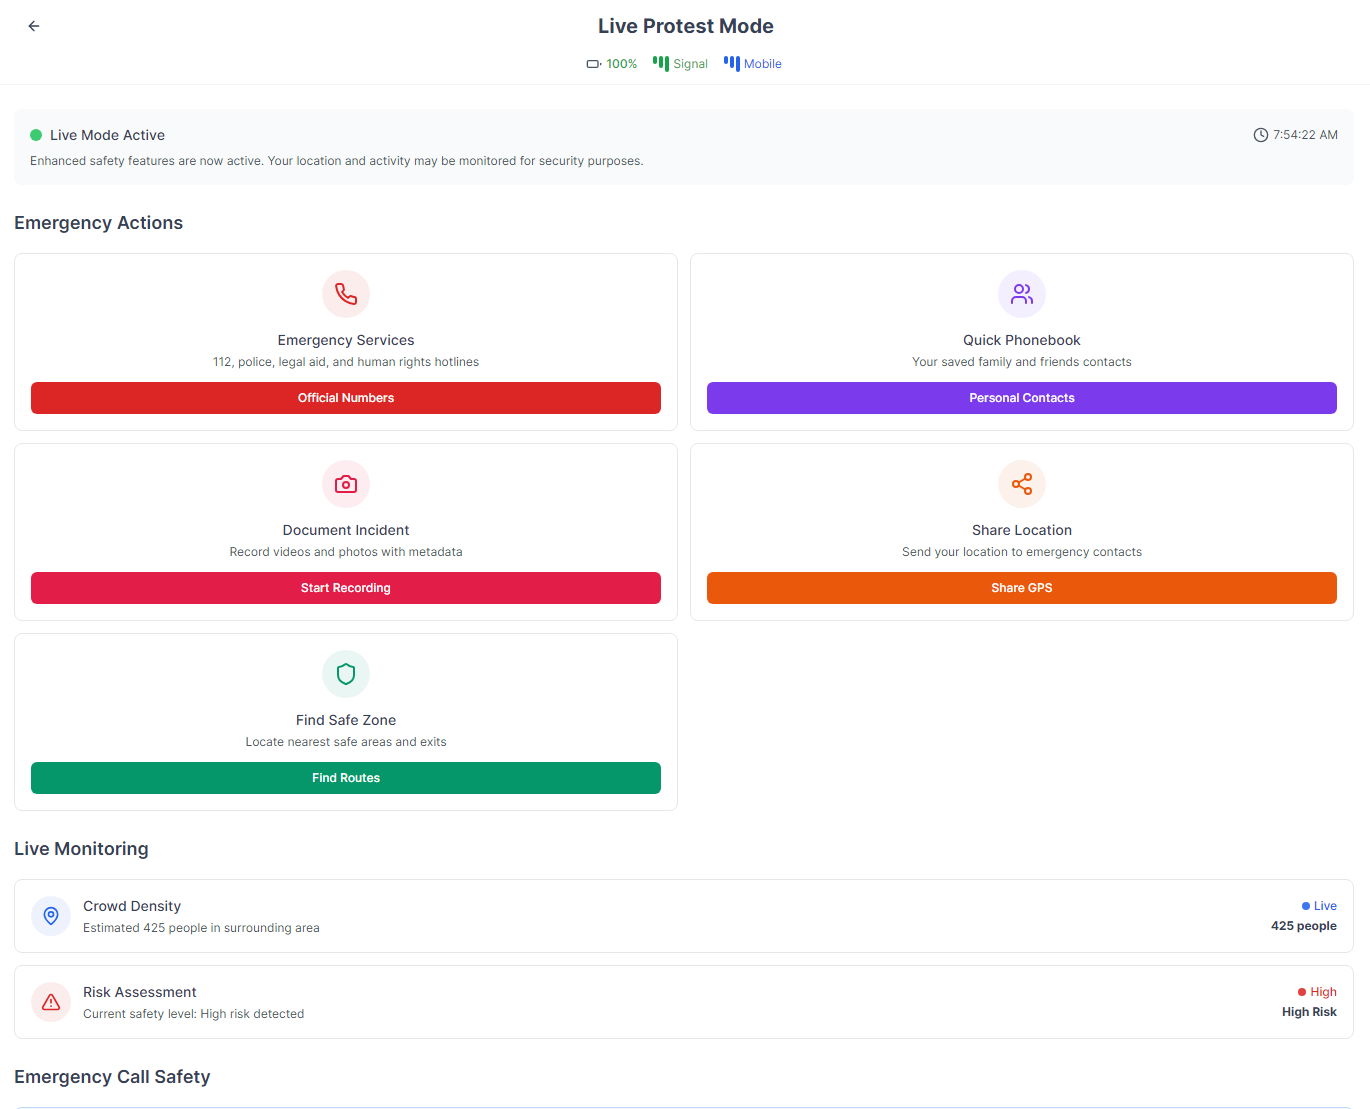 Live Protest Mode
100% Signal Mobile
Live Mode Active
7:54:22 AM
Enhanced safety features are now active. Your location and activity may be monitored for security purposes.
Emergency Actions
Emergency Services
112, police, legal aid, and human rights hotlines
Official Numbers
Quick Phonebook
Your saved family and friends contacts
Personal Contacts
Document Incident
Record videos and photos with metadata
Start Recording
Share Location
Send your location to emergency contacts
Share GPS
Find Safe Zone
Locate nearest safe areas and exits
Find Routes
Live Monitoring
Crowd Density
Estimated 425 people in surrounding area
Live
425 people
Risk Assessment
Current safety level: High risk detected
High
High Risk
Emergency Call Safety